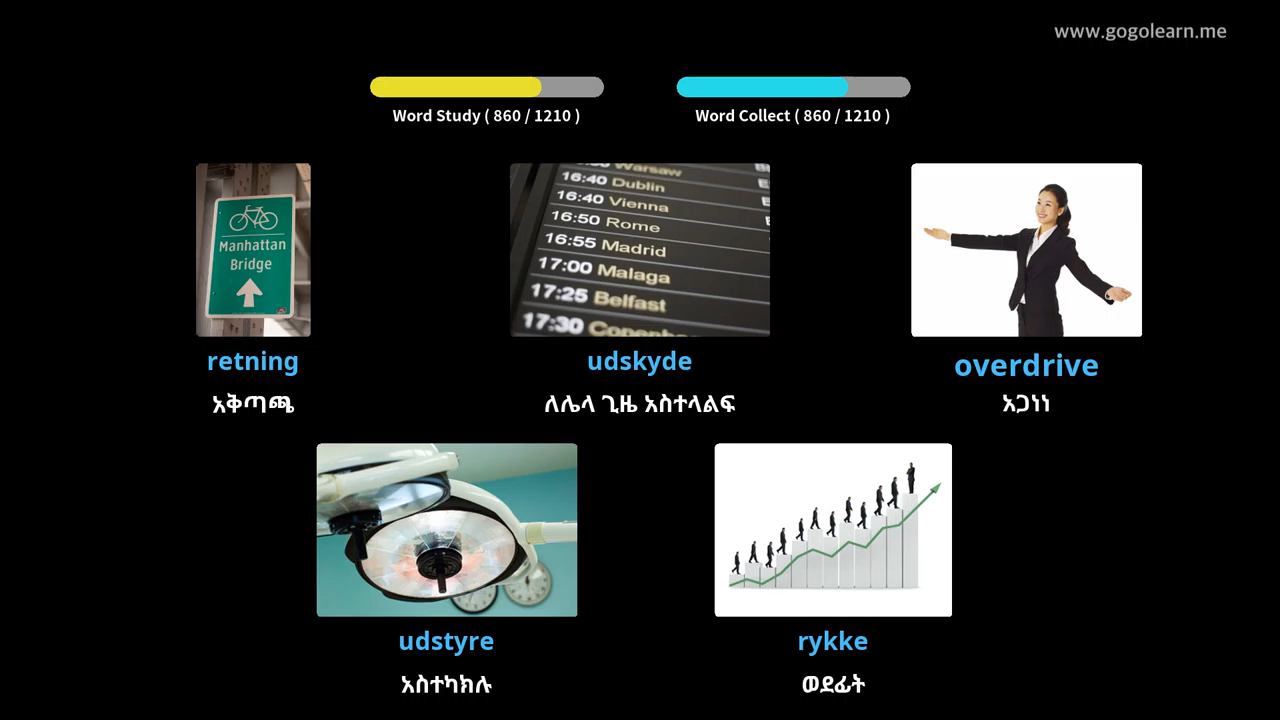 www.gogolearn.me
Word Study ( 860 / 1210 )
Word Collect ( 860 / 1210 )
Manhattan
Bridge
Warsaw
16:40 Dublin
16:40 Vienna
16:50 Rome
16:55 Madrid
17:00 Malaga
17:25 Belfast
17:30
retning
udskyde
overdrive
አቅጣጫ
ለሌላ ጊዜ አስተላልፍ
አጋነነ
udstyre
rykke
አስተካክሉ
ወደፊት